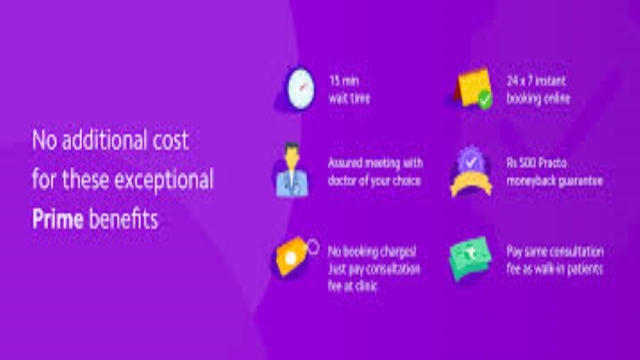 No additional cost
for these exceptional
Prime benefits
15 min
wait time
24 x 7 instant
booking online
Assured meeting with
doctor of your choice
Rs 500 Practo
moneyback guarantee
No booking charges!
Just pay consultation
fee at clinic
Pay same consultation
fee as walk-in patients